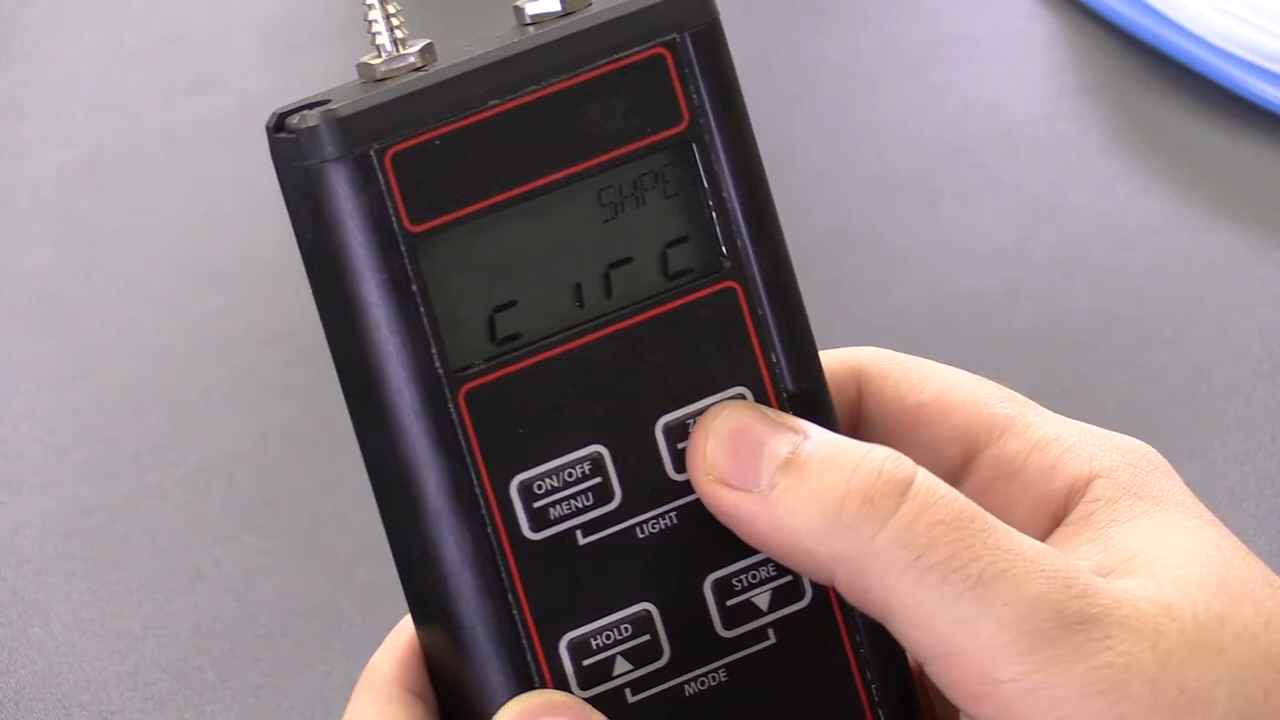 SHPE
circ
ON/OFF
MENU
LIGHT
STORE
HOLD
MODE